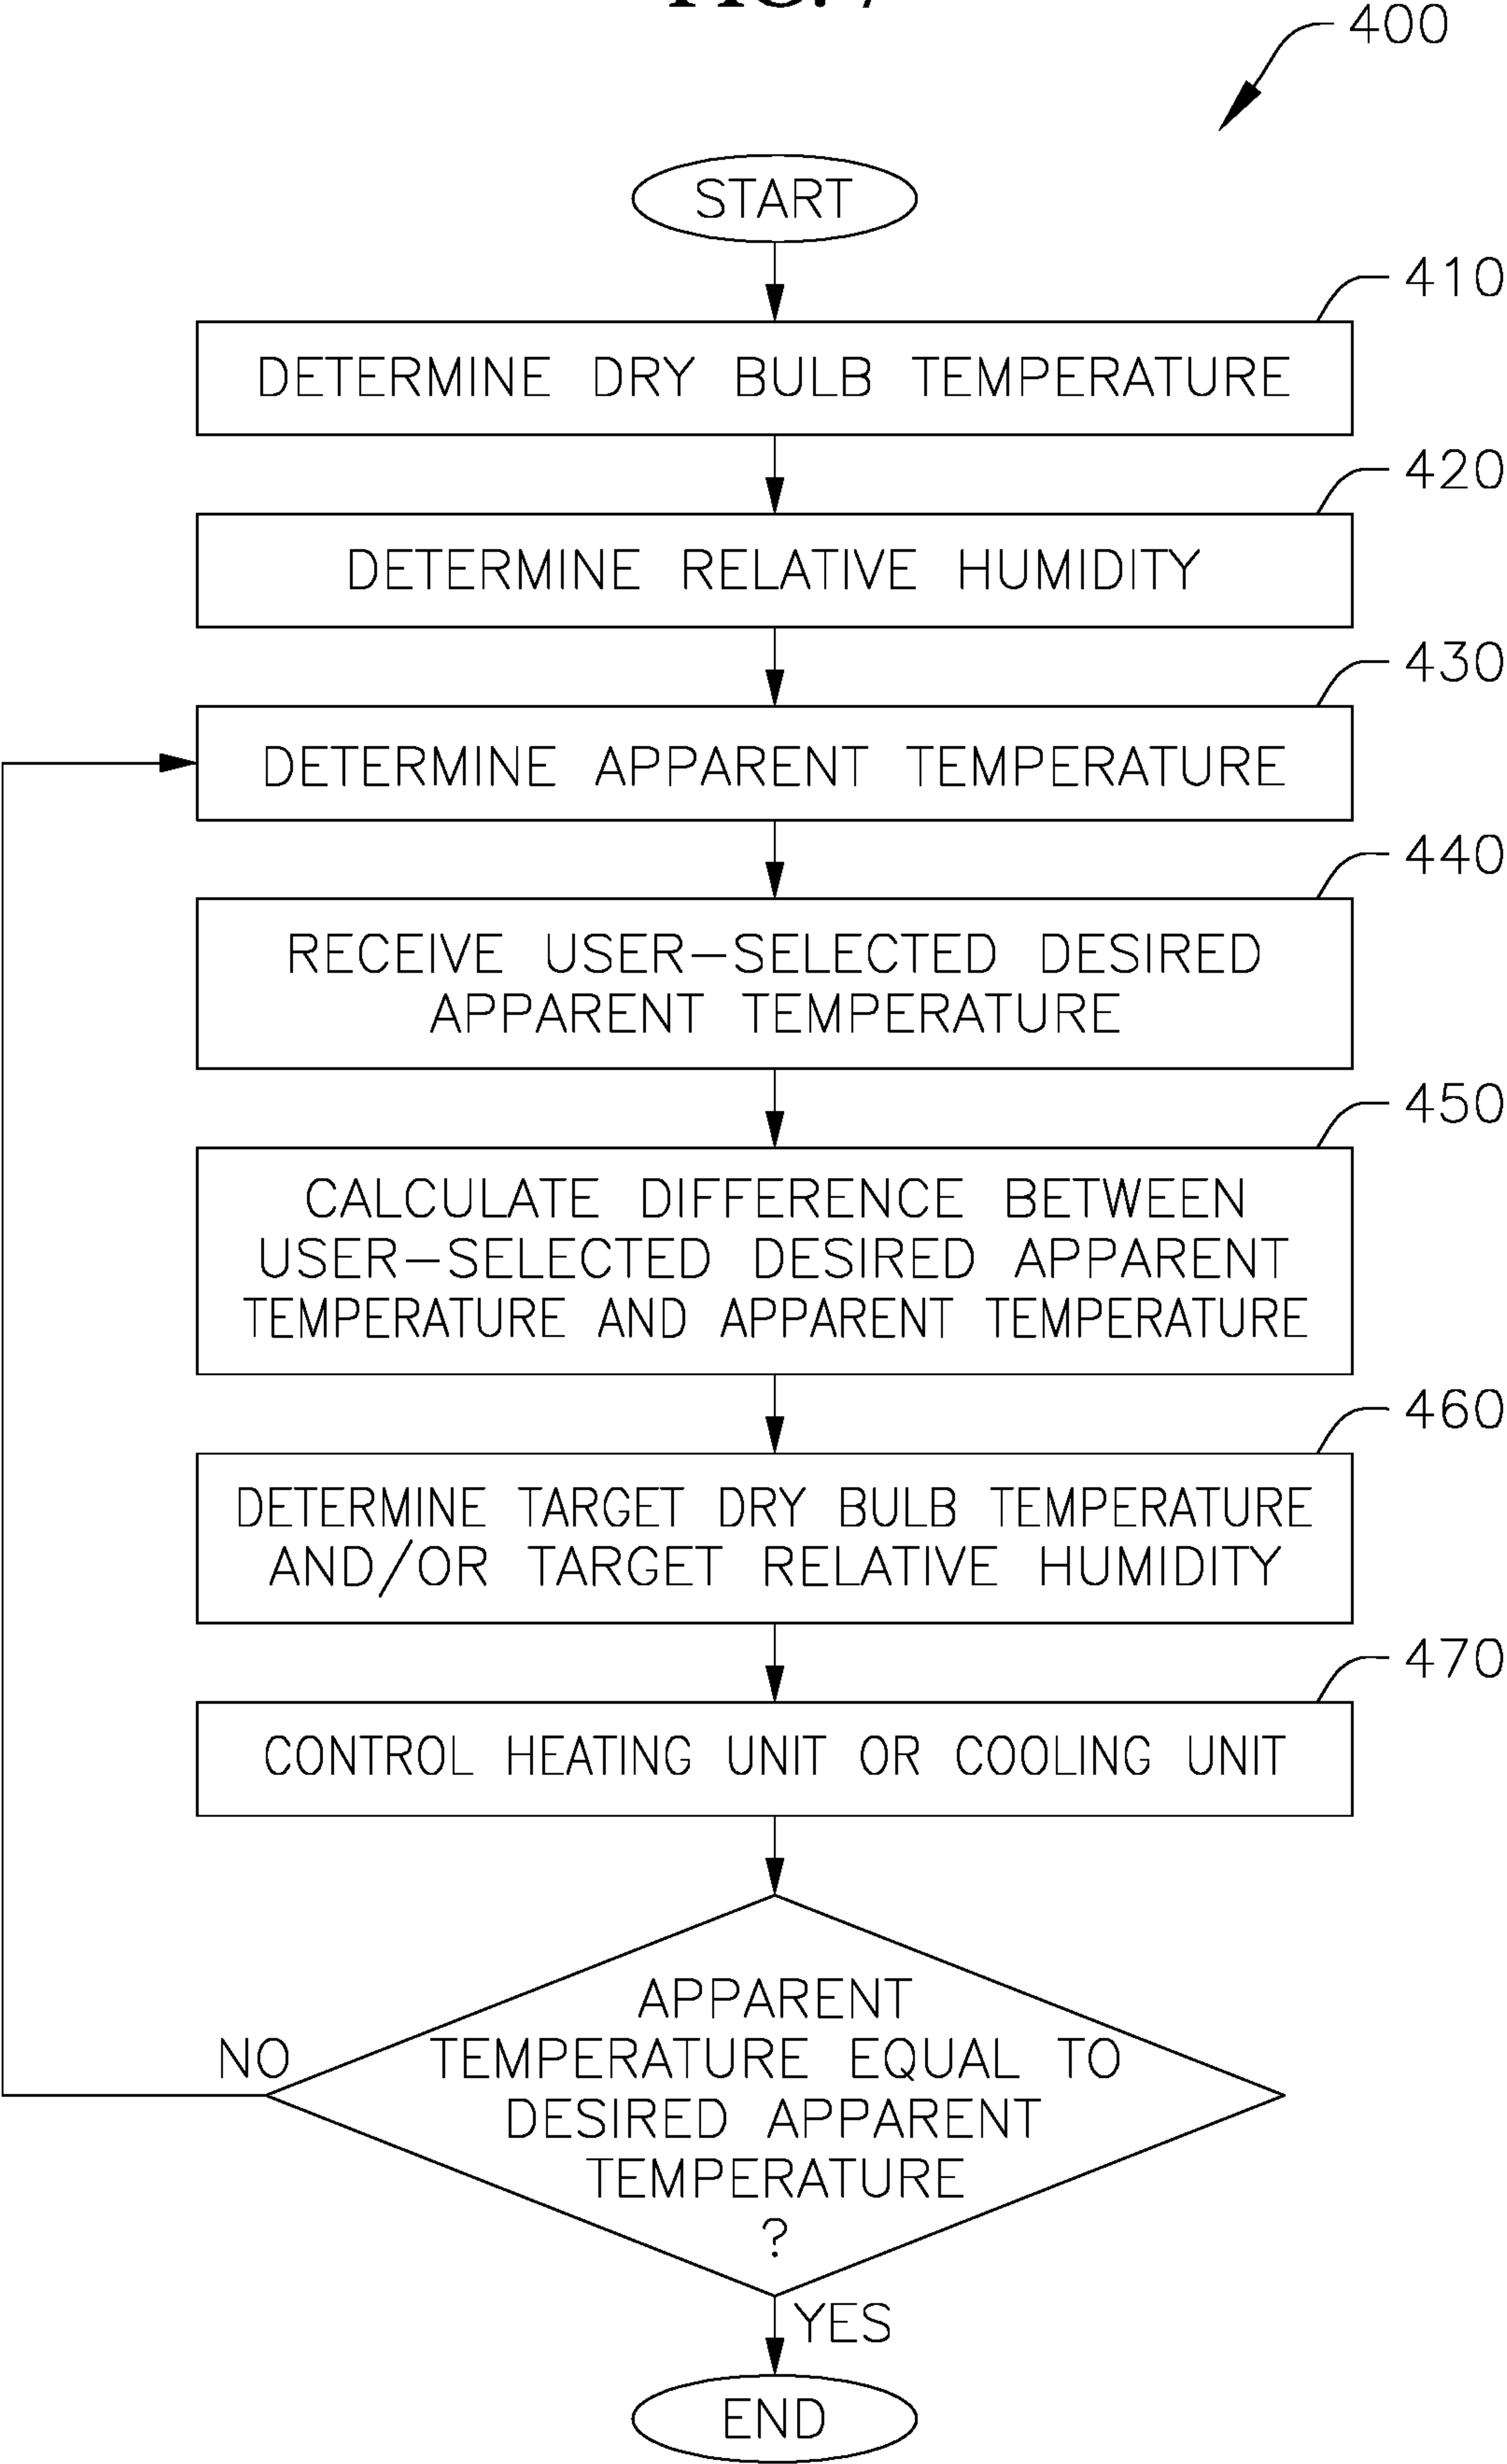 400
START
410
DETERMINE DRY BULB TEMPERATURE
420
DETERMINE RELATIVE HUMIDITY
430
DETERMINE APPARENT TEMPERATURE
440
RECEIVE USER-SELECTED DESIRED
APPARENT TEMPERATURE
450
CALCULATE DIFFERENCE BETWEEN
USER-SELECTED DESIRED APPARENT
TEMPERATURE AND APPARENT TEMPERATURE
460
DETERMINE TARGET DRY BULB TEMPERATURE
AND/OR TARGET RELATIVE HUMIDITY
470
CONTROL HEATING UNIT OR COOLING UNIT
APPARENT
NO
TEMPERATURE EQUAL TO
DESIRED APPARENT
TEMPERATURE
?
YES
END